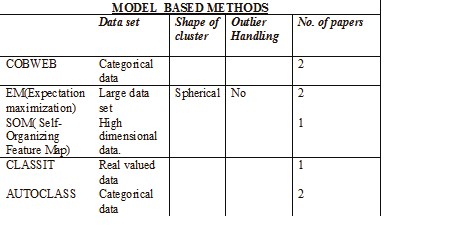 MODEL BASED METHODS
Data set Shape of Outlier No. of papers
cluster Handling
COBWEB Categorical 2
data
EM(Expectation Large data Spherical No 2
maximization) set
SOM( Self- High 1
Organizing dimensional
Feature Map) data.
CLASSIT Real valued 1
data
AUTOCLASS Categorical 2
data